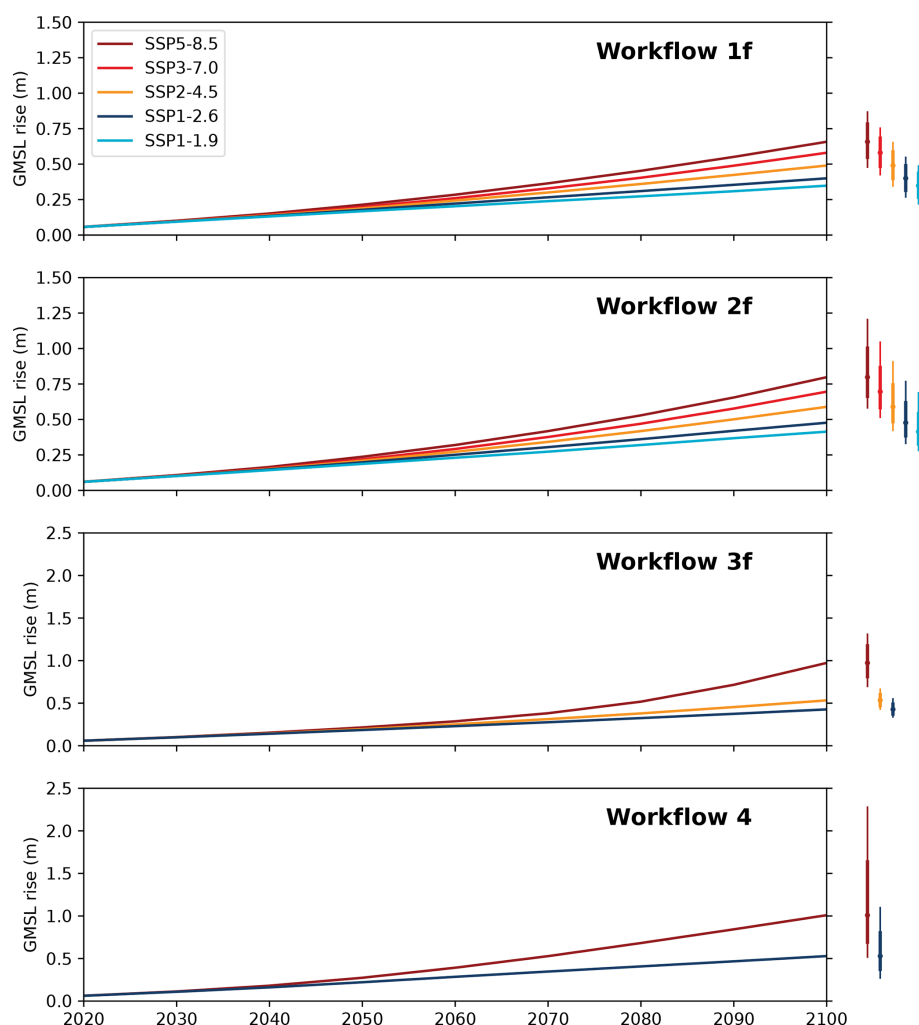 Workflow 1f
GMSL rise (m)
1.50
1.25
1.00
0.75
0.50
0.25
0.00
SSP5-8.5
SSP3-7.0
SSP2-4.5
SSP1-2.6
SSP1-1.9
Workflow 2f
GMSL rise (m)
1.50
1.25
1.00
0.75
0.50
0.25
0.00
Workflow 3f
GMSL rise (m)
2.5
2.0
1.5
1.0
0.5
0.0
Workflow 4
GMSL rise (m)
2.5
2.0
1.5
1.0
0.5
0.0
2020 2030 2040 2050 2060 2070 2080 2090 2100